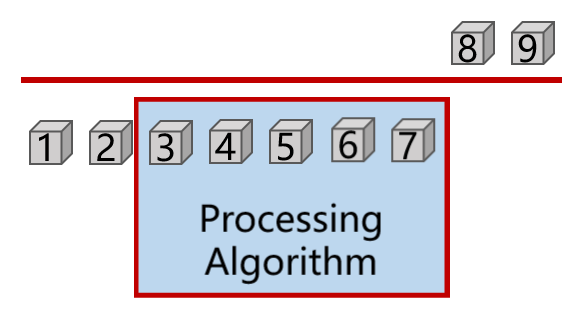 8 9
1 2 3 4 5 6 7
Processing
Algorithm